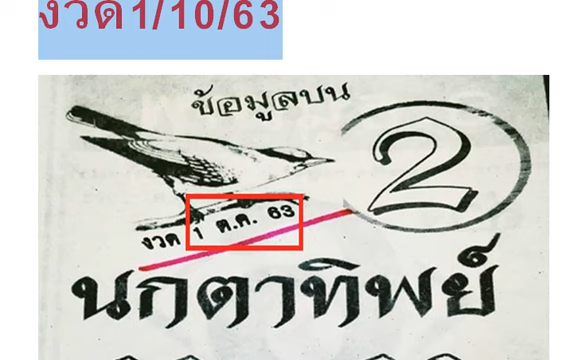 งวด1/10/63
ข้อมูลบน
2
งวด 1 ต.ค. 63
นกตาทิพย์